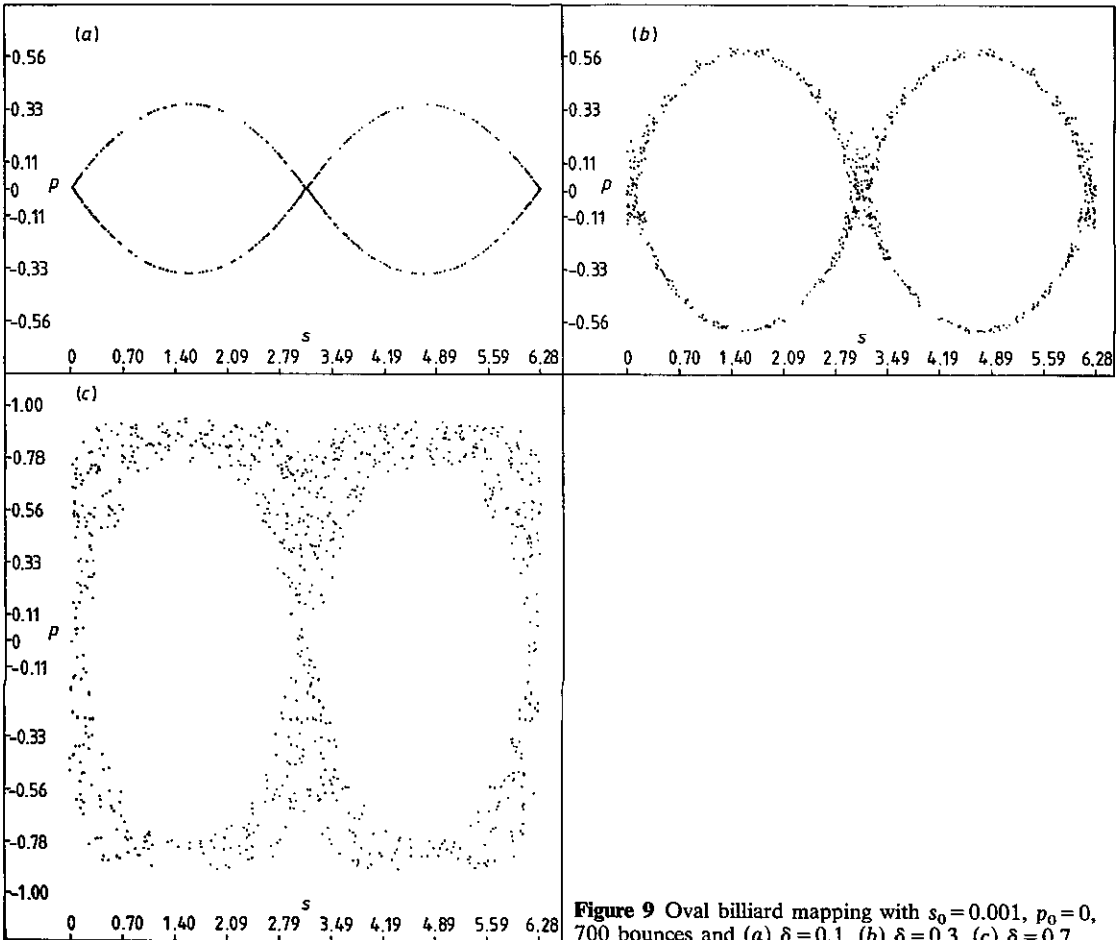 (a)
0.56
0.33
0.11
p 0
-0.11
-0.33
-0.56
s
0 0.70 1.40 2.09 2.79 3.49 4.19 4.89 5.59 6.28
(b)
0.56
0.33
0.11
p 0
-0.11
-0.33
-0.56
s
0 0.70 1.40 2.09 2.79 3.49 4.19 4.89 5.59 6.28
(c)
1.00
0.78
0.56
0.33
0.11
p 0
-0.11
-0.33
-0.56
-0.78
-1.00
s
0 0.70 1.40 2.09 2.79 3.49 4.19 4.89 5.59 6.28
Figure 9 Oval billiard mapping with s₀=0.001, p₀=0,
700 bounces and (a) δ=0.1, (b) δ=0.3, (c) δ=0.7